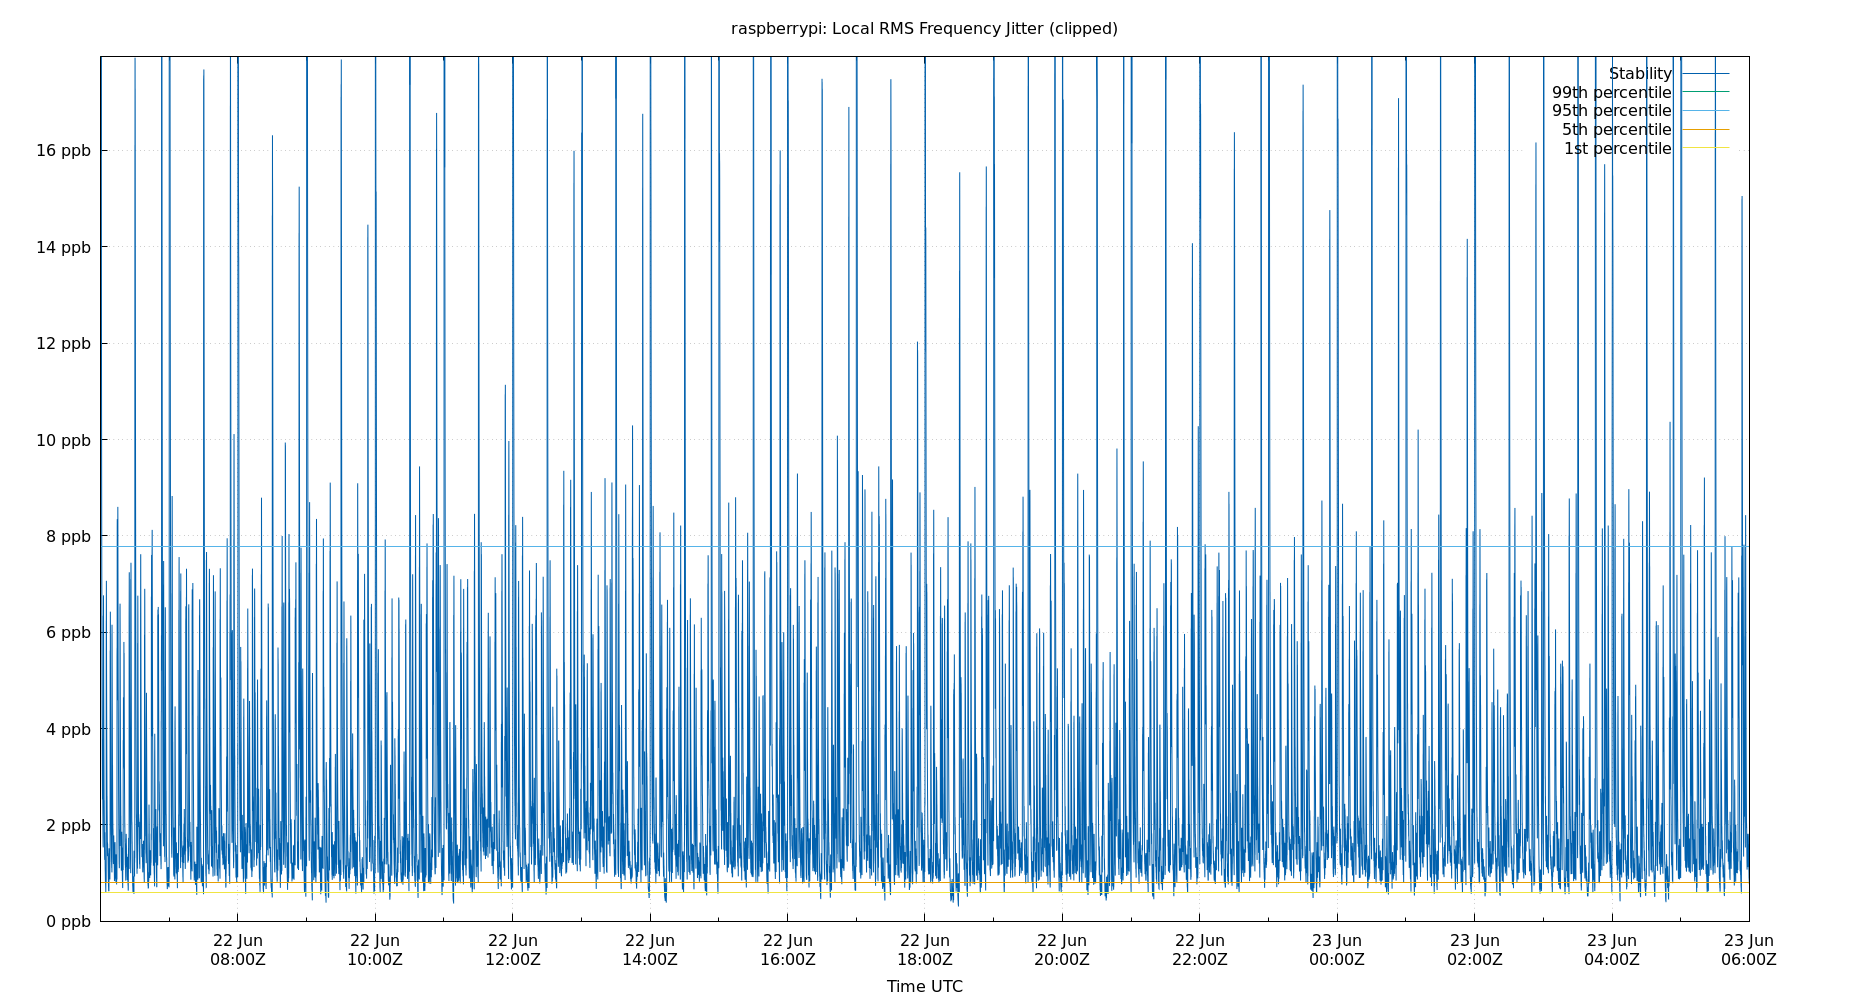 raspberrypi: Local RMS Frequency Jitter (clipped)
Stability
99th percentile
95th percentile
5th percentile
1st percentile
16 ppb
14 ppb
12 ppb
10 ppb
8 ppb
6 ppb
4 ppb
2 ppb
0 ppb
22 Jun 22 Jun 22 Jun 22 Jun 22 Jun 22 Jun 22 Jun 22 Jun 23 Jun 23 Jun 23 Jun 23 Jun
08:00Z 10:00Z 12:00Z 14:00Z 16:00Z 18:00Z 20:00Z 22:00Z 00:00Z 02:00Z 04:00Z 06:00Z
Time UTC